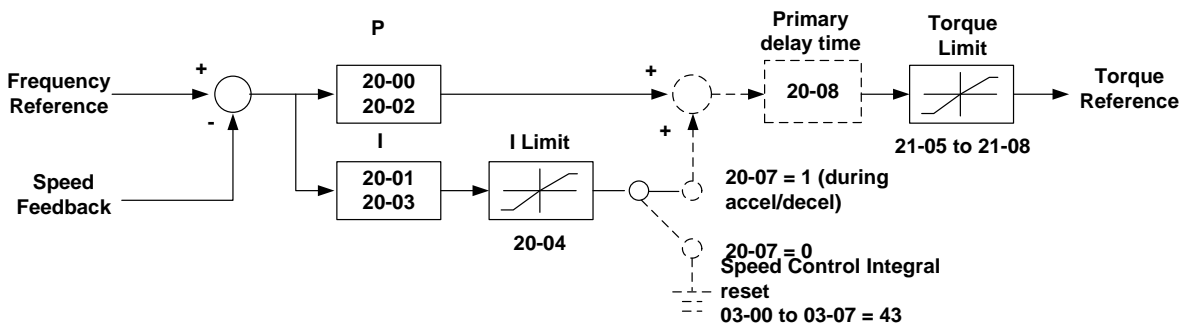 P
Primary
delay time
Torque
Limit
Frequency
Reference
+
-
20-00
20-02
+
+
20-08
Torque
Reference
21-05 to 21-08
I
I Limit
Speed
Feedback
20-01
20-03
20-04
20-07 = 1 (during
accel/decel)
20-07 = 0
Speed Control Integral
reset
03-00 to 03-07 = 43